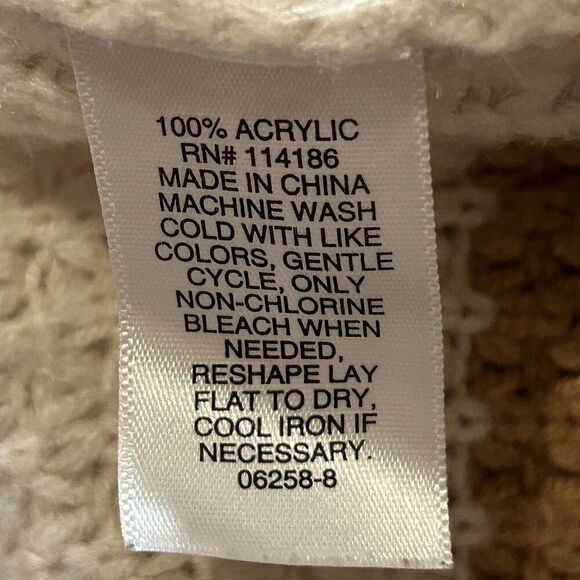 100% ACRYLIC
RN# 114186
MADE IN CHINA
MACHINE WASH
COLD WITH LIKE
COLORS, GENTLE
CYCLE, ONLY
NON-CHLORINE
BLEACH WHEN
NEEDED,
RESHAPE LAY
FLAT TO DRY,
COOL IRON IF
NECESSARY.
06258-8